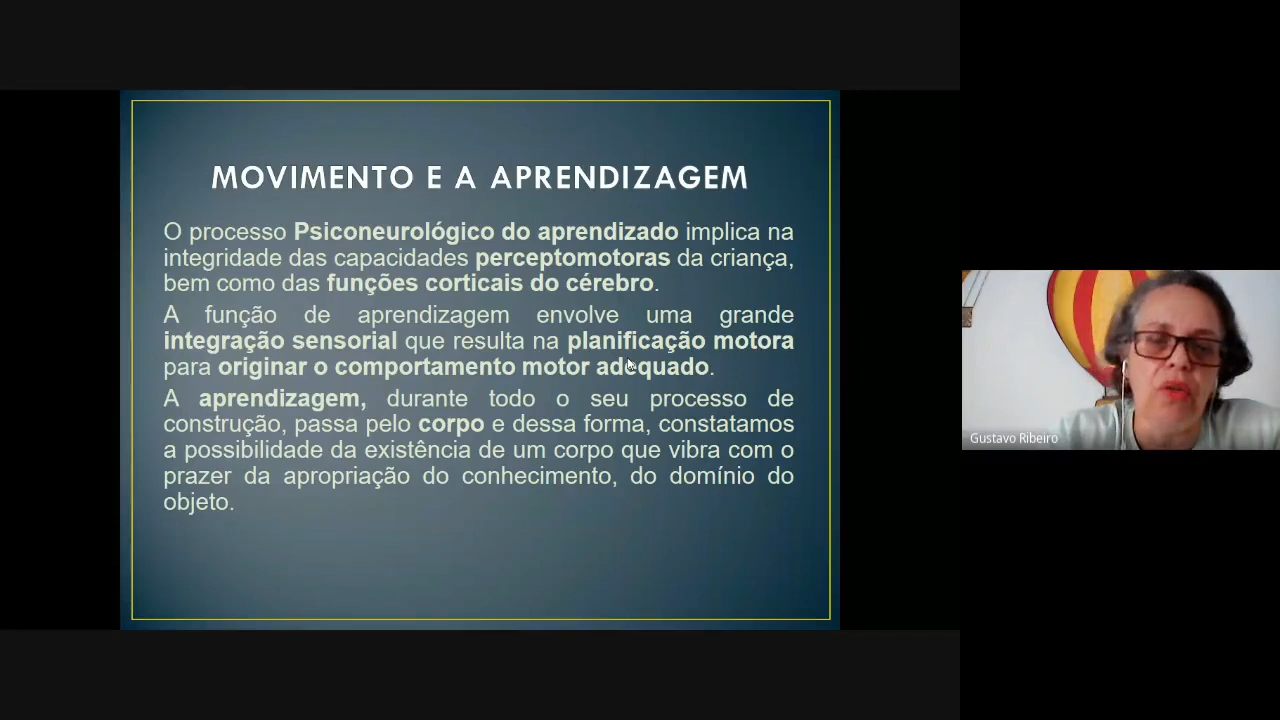 MOVIMENTO E A APRENDIZAGEM
O processo Psiconeurológico do aprendizado implica na
integridade das capacidades perceptomotoras da criança,
bem como das funções corticais do cérebro.
A função de aprendizagem envolve uma grande
integração sensorial que resulta na planificação motora
para originar o comportamento motor adequado.
A aprendizagem, durante todo o seu processo de
construção, passa pelo corpo e dessa forma, constatamos
a possibilidade da existência de um corpo que vibra com o
prazer da apropriação do conhecimento, do domínio do
objeto.
Gustavo Ribeiro